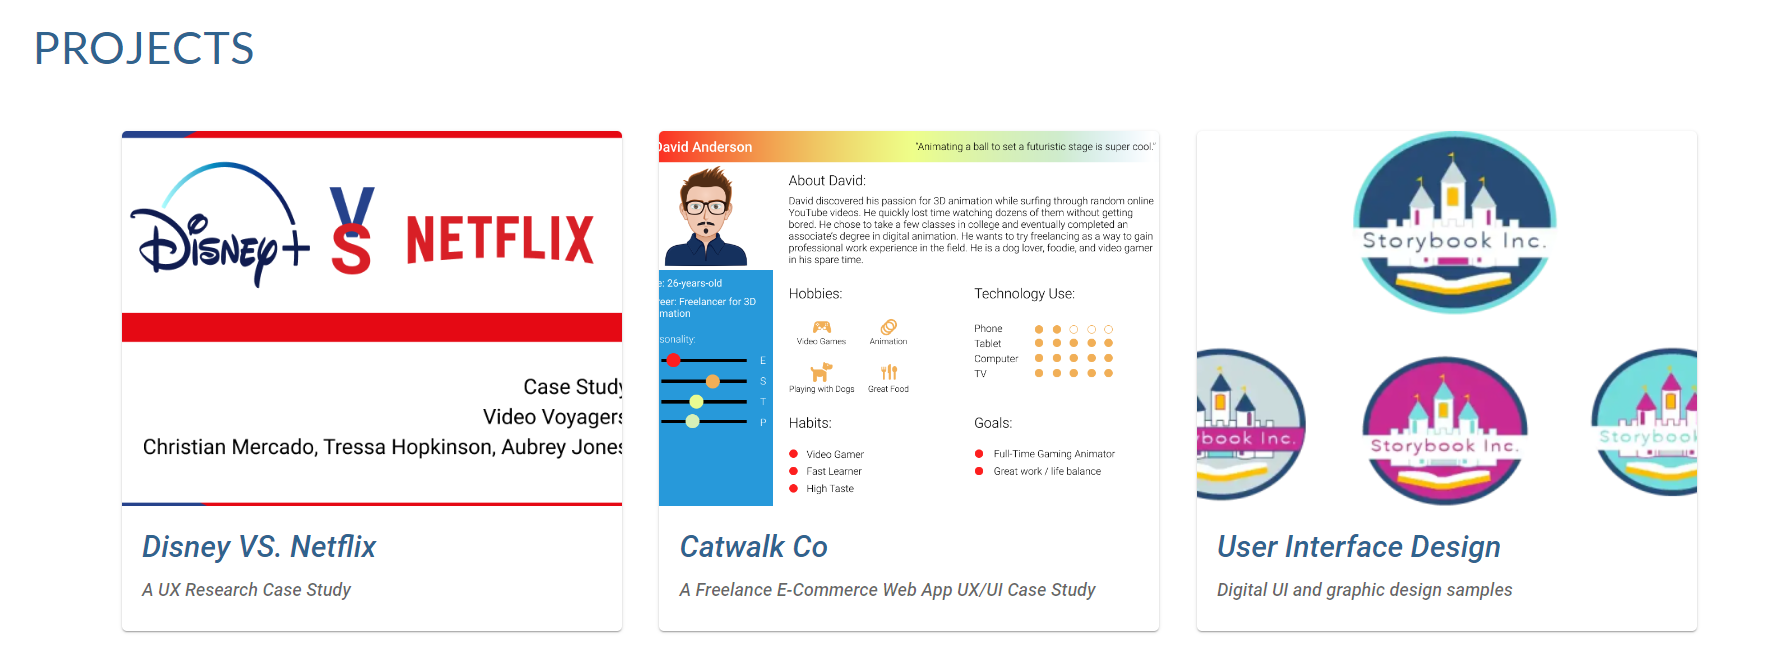 PROJECTS
Disney+ VS NETFLIX
Case Study
Video Voyagers
Christian Mercado, Tressa Hopkinson, Aubrey Jones
Disney VS. Netflix
A UX Research Case Study
David Anderson
"Animating a ball to set a futuristic stage is super cool."
About David:
David discovered his passion for 3D animation while surfing through random online
YouTube videos. He quickly lost time watching dozens of them without getting
bored. He chose to take a few classes in college and eventually completed an
associate's degree in digital animation. He wants to try freelancing as a way to gain
professional work experience in the field. He is a dog lover, foodie, and video gamer
in his spare time.
e: 26-years-old
eer: Freelancer for 3D
mation
sonality:
E
S
T
P
Hobbies:
Video Games
Animation
Playing with Dogs
Great Food
Technology Use:
Phone
Tablet
Computer
TV
Habits:
Video Gamer
Fast Learner
High Taste
Goals:
Full-Time Gaming Animator
Great work / life balance
Catwalk Co
A Freelance E-Commerce Web App UX/UI Case Study
Storybook Inc.
ybook Inc.
Storybook Inc.
Storybook
User Interface Design
Digital UI and graphic design samples